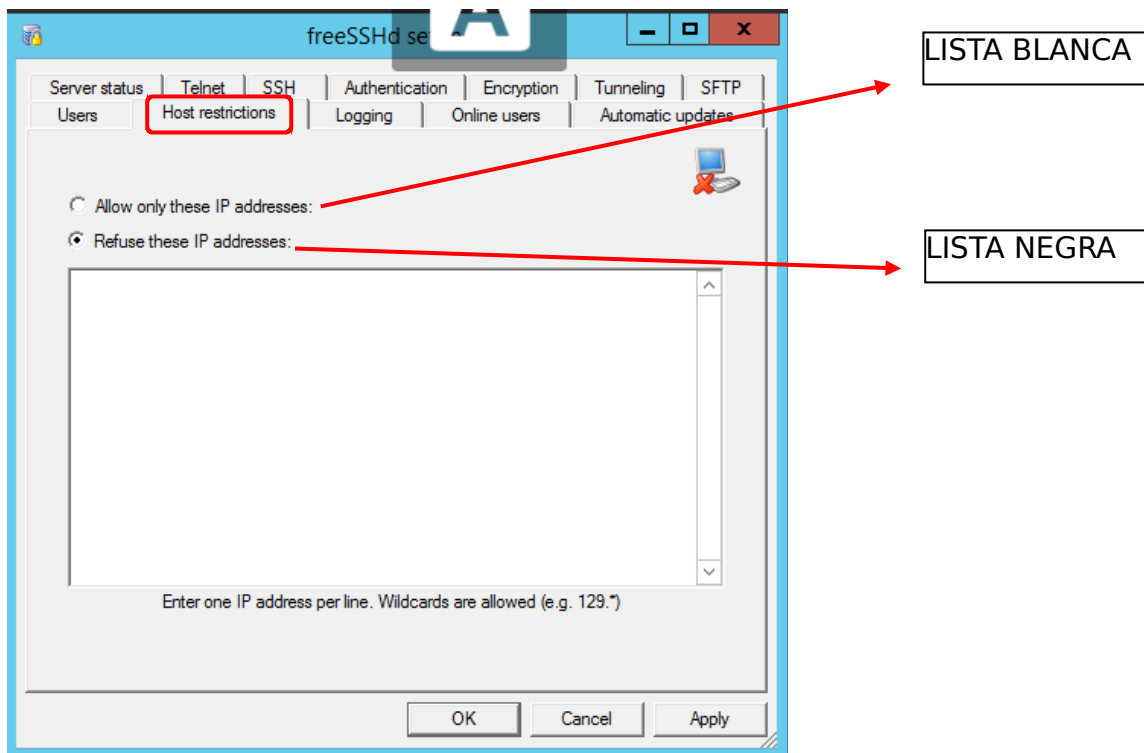 freeSSHd se
A
LISTA BLANCA
Server status Telnet SSH Authentication Encryption Tunneling SFTP
Users Host restrictions Logging Online users Automatic updates
Allow only these IP addresses:
Refuse these IP addresses:
LISTA NEGRA
Enter one IP address per line. Wildcards are allowed (e.g. 129.*)
OK Cancel Apply